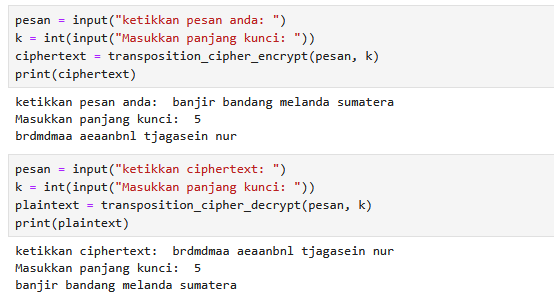 pesan = input("ketikkan pesan anda: ")
k = int(input("Masukkan panjang kunci: "))
ciphertext = transposition_cipher_encrypt(pesan, k)
print(ciphertext)
ketikkan pesan anda:  banjir bandang melanda sumatera
Masukkan panjang kunci:  5
brdmdmaa aeaanbnl tjagasein nur
pesan = input("ketikkan ciphertext: ")
k = int(input("Masukkan panjang kunci: "))
plaintext = transposition_cipher_decrypt(pesan, k)
print(plaintext)
ketikkan ciphertext:  brdmdmaa aeaanbnl tjagasein nur
Masukkan panjang kunci:  5
banjir bandang melanda sumatera